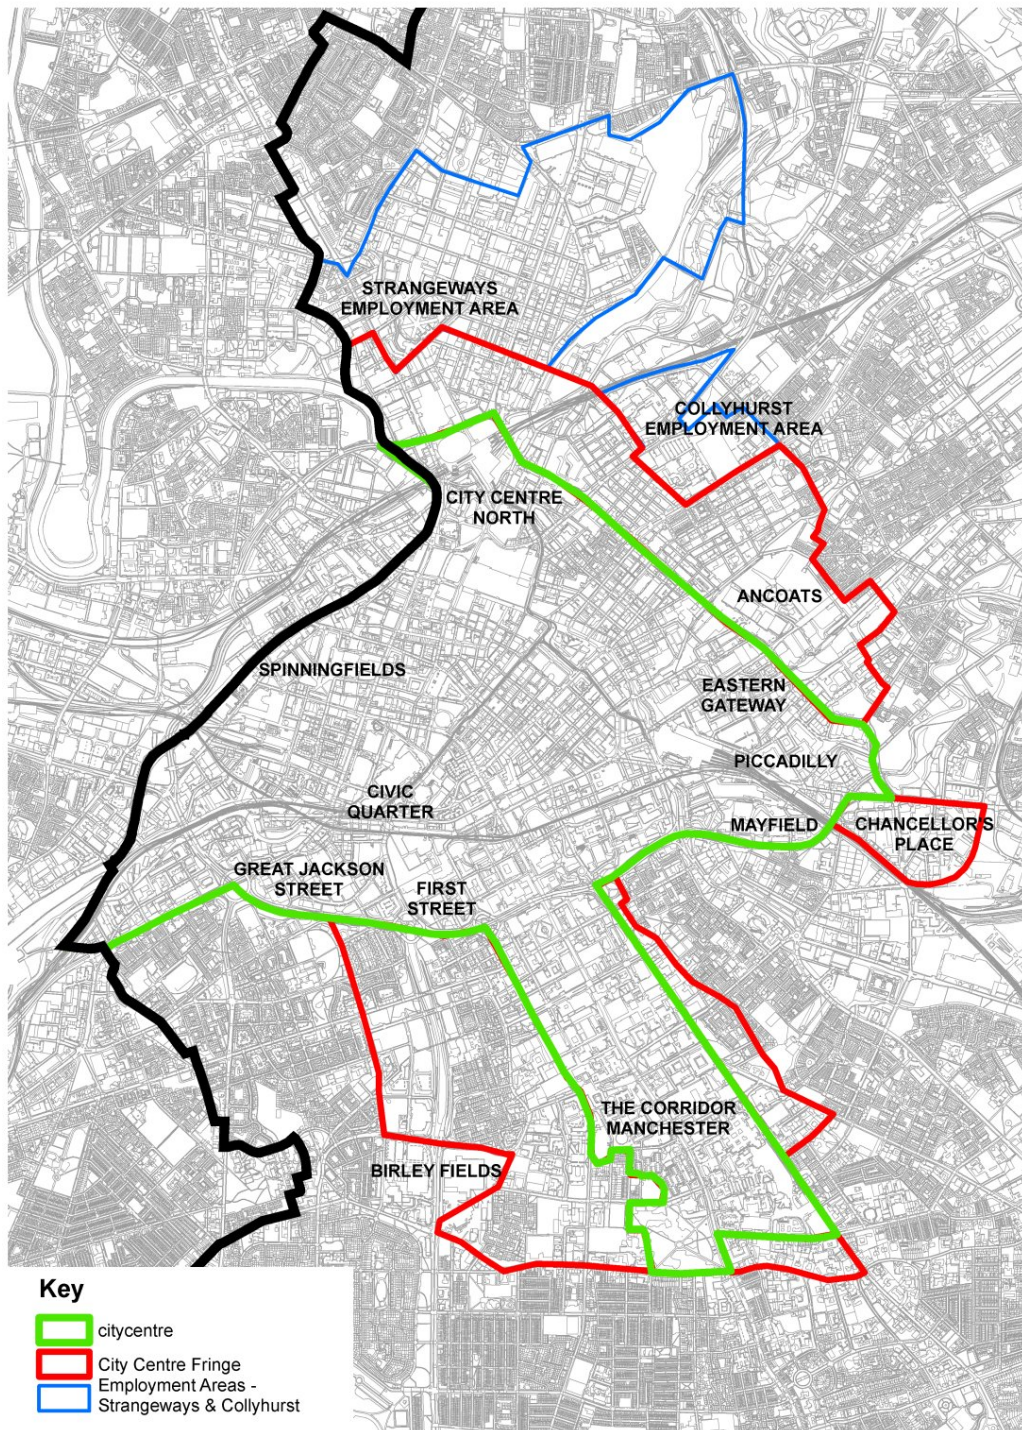 STRANGEWAYS
EMPLOYMENT AREA
COLLYHURST
EMPLOYMENT AREA
CITY CENTRE
NORTH
ANCOATS
SPINNINGFIELDS
EASTERN
GATEWAY
PICCADILLY
CIVIC
QUARTER
MAYFIELD
CHANCELLOR'S
PLACE
GREAT JACKSON
STREET
FIRST
STREET
THE CORRIDOR
MANCHESTER
BIRLEY FIELDS
Key
citycentre
City Centre Fringe
Employment Areas -
Strangeways & Collyhurst